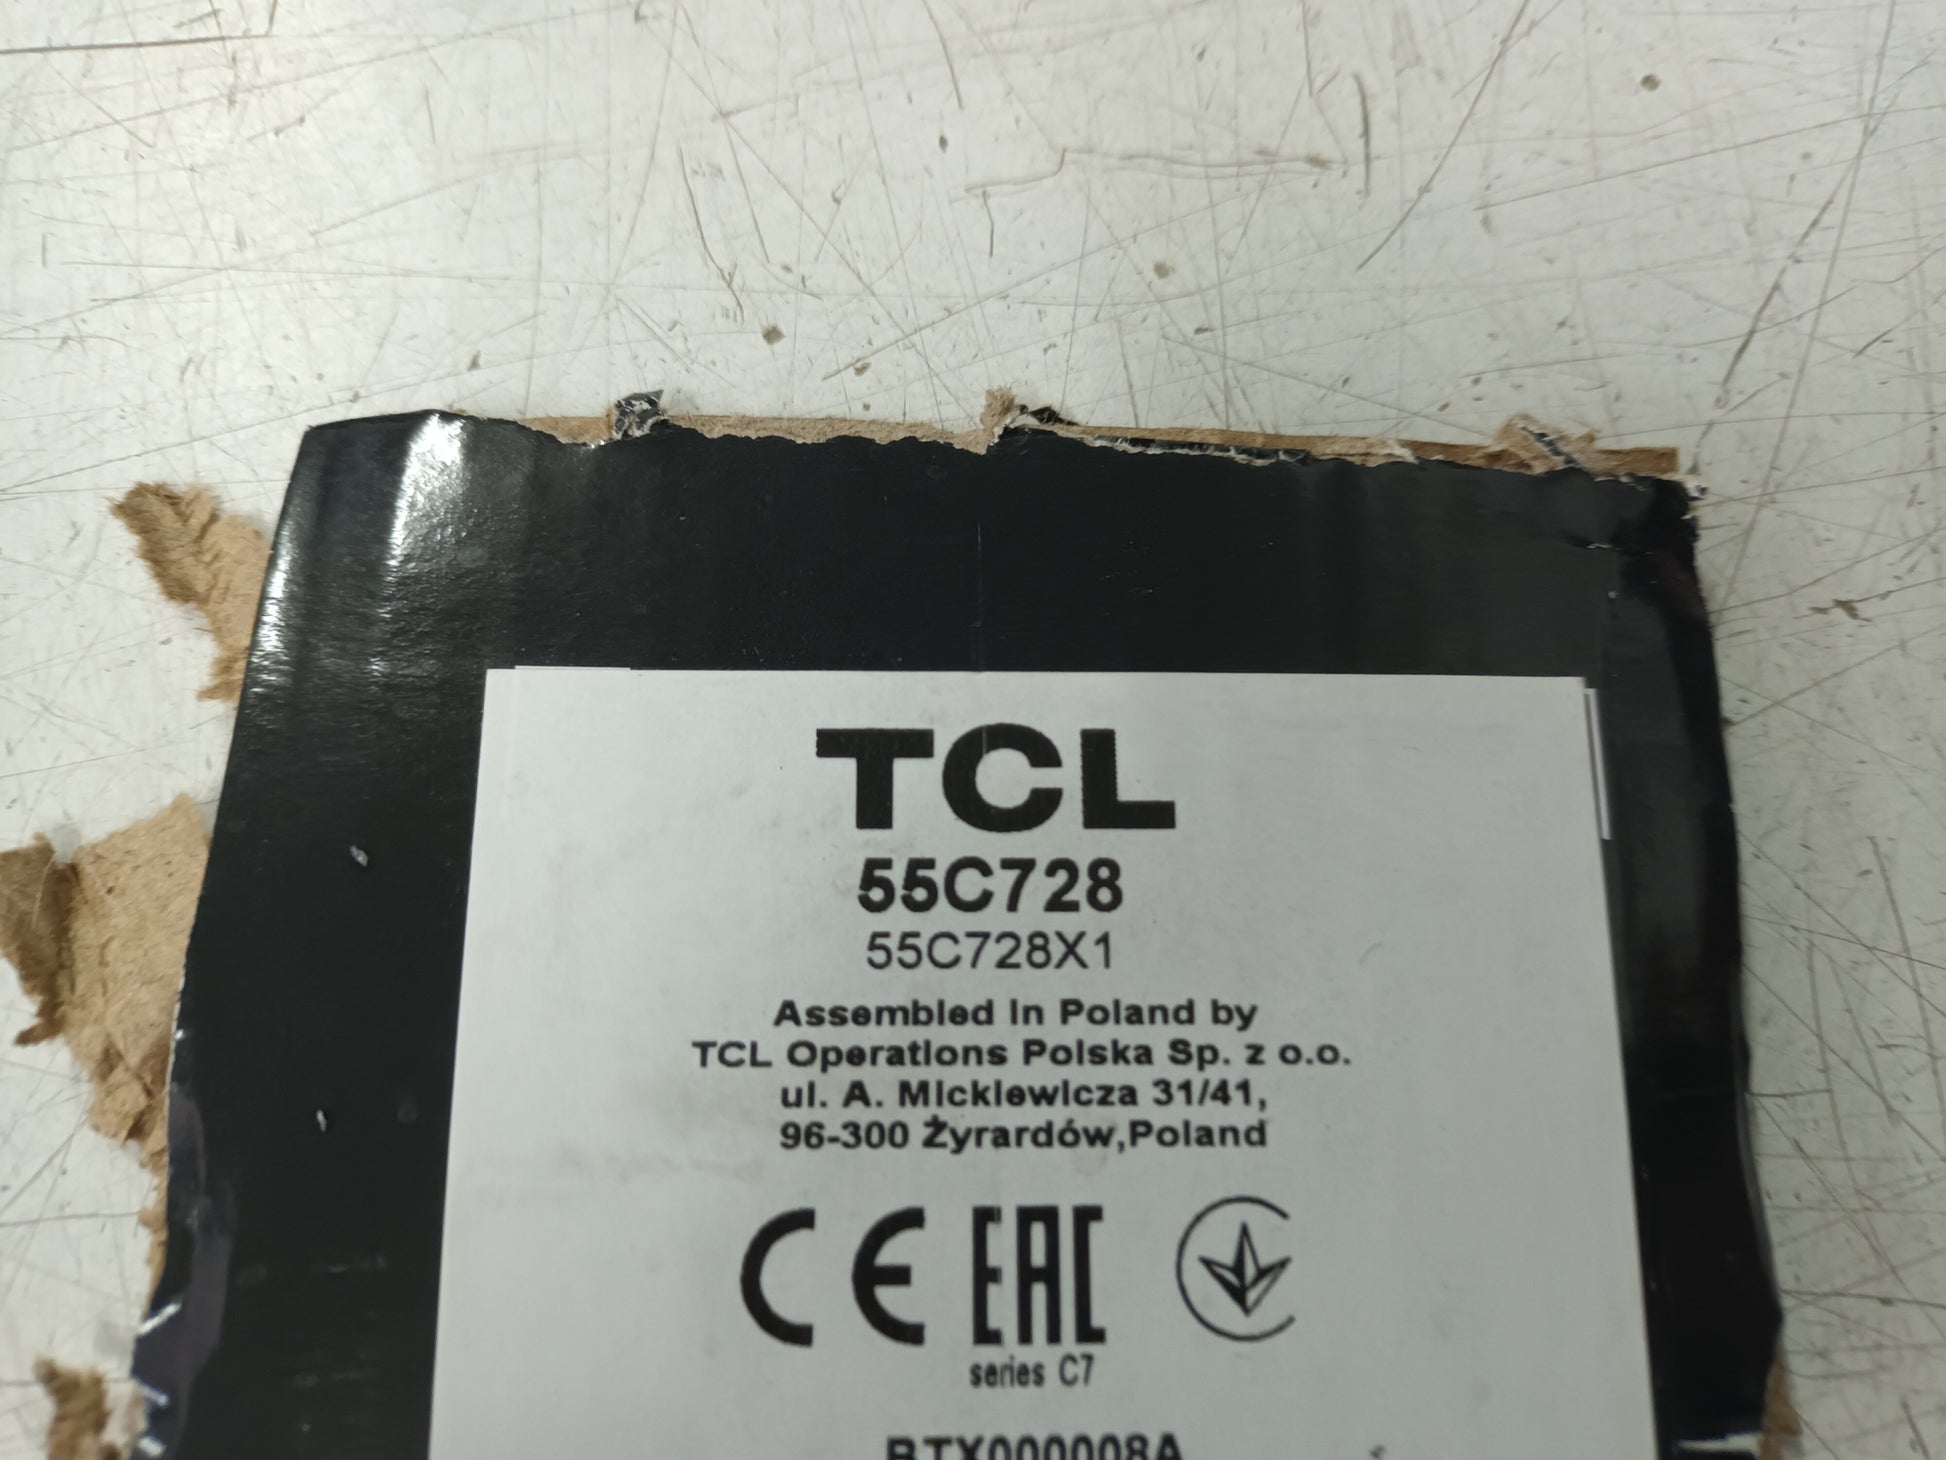 TCL
55C728
55C728X1
Assembled in Poland by
TCL Operations Polska Sp. z o.o.
ul. A. Mickiewicza 31/41,
96-300 Żyrardów,Poland
CE EAC
series C7
BTX000008A